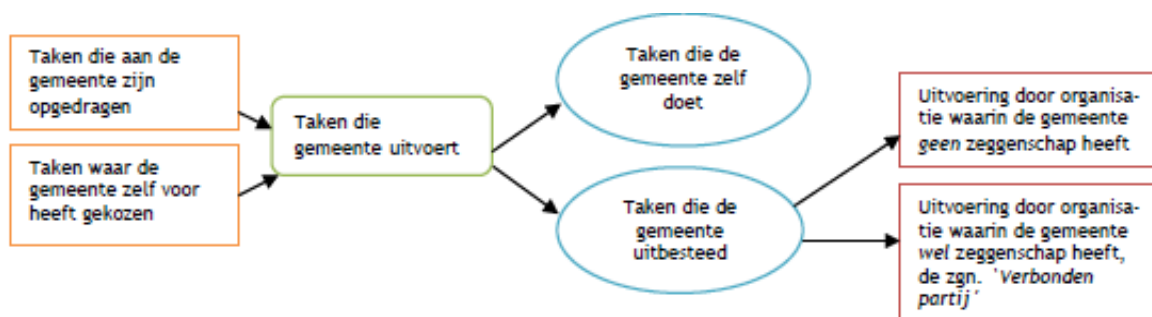 Taken die aan de
gemeente zijn
opgedragen
Taken waar de
gemeente zelf voor
heeft gekozen
Taken die
gemeente uitvoert
Taken die de
gemeente zelf
doet
Taken die de
gemeente
uitbesteed
Uitvoering door organisa-
tie waarin de gemeente
geen zeggenschap heeft
Uitvoering door organisa-
tie waarin de gemeente
wel zeggenschap heeft,
de zgn. 'Verbonden
partij'